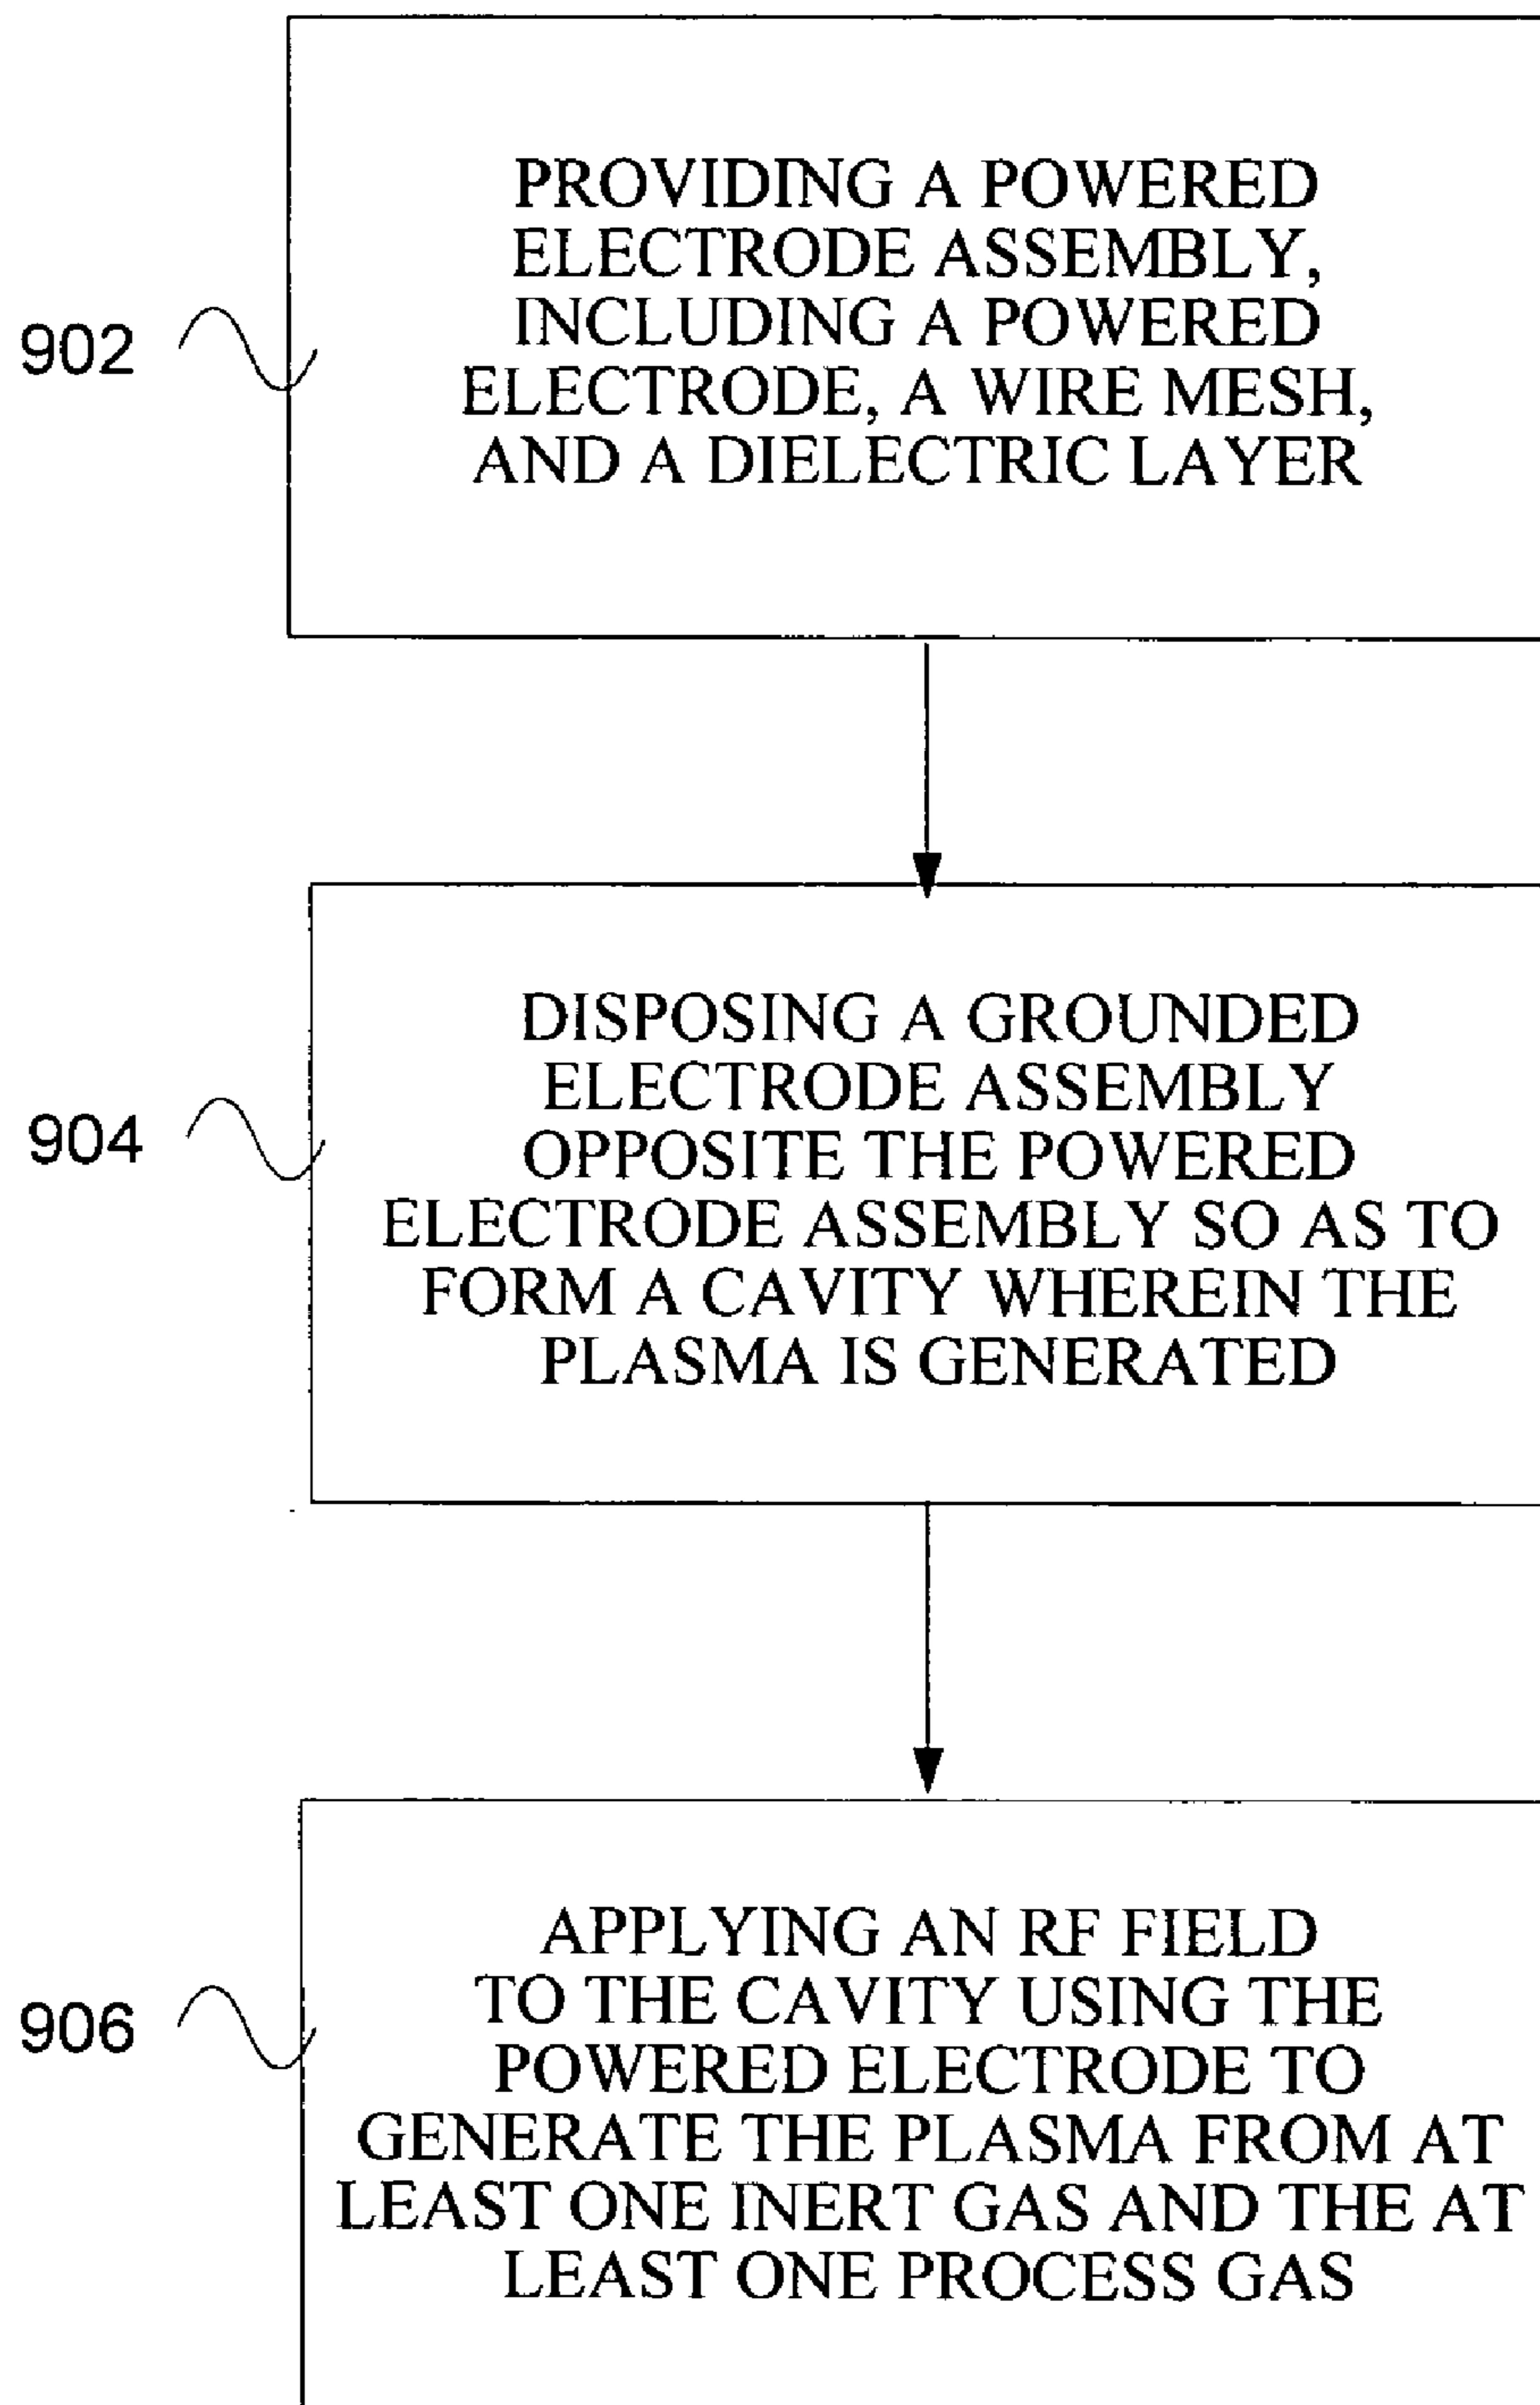 PROVIDING A POWERED
ELECTRODE ASSEMBLY,
INCLUDING A POWERED
ELECTRODE, A WIRE MESH,
AND A DIELECTRIC LAYER
902
DISPOSING A GROUNDED
ELECTRODE ASSEMBLY
OPPOSITE THE POWERED
ELECTRODE ASSEMBLY SO AS TO
FORM A CAVITY WHEREIN THE
PLASMA IS GENERATED
904
APPLYING AN RF FIELD
TO THE CAVITY USING THE
POWERED ELECTRODE TO
GENERATE THE PLASMA FROM AT
LEAST ONE INERT GAS AND THE AT
LEAST ONE PROCESS GAS
906